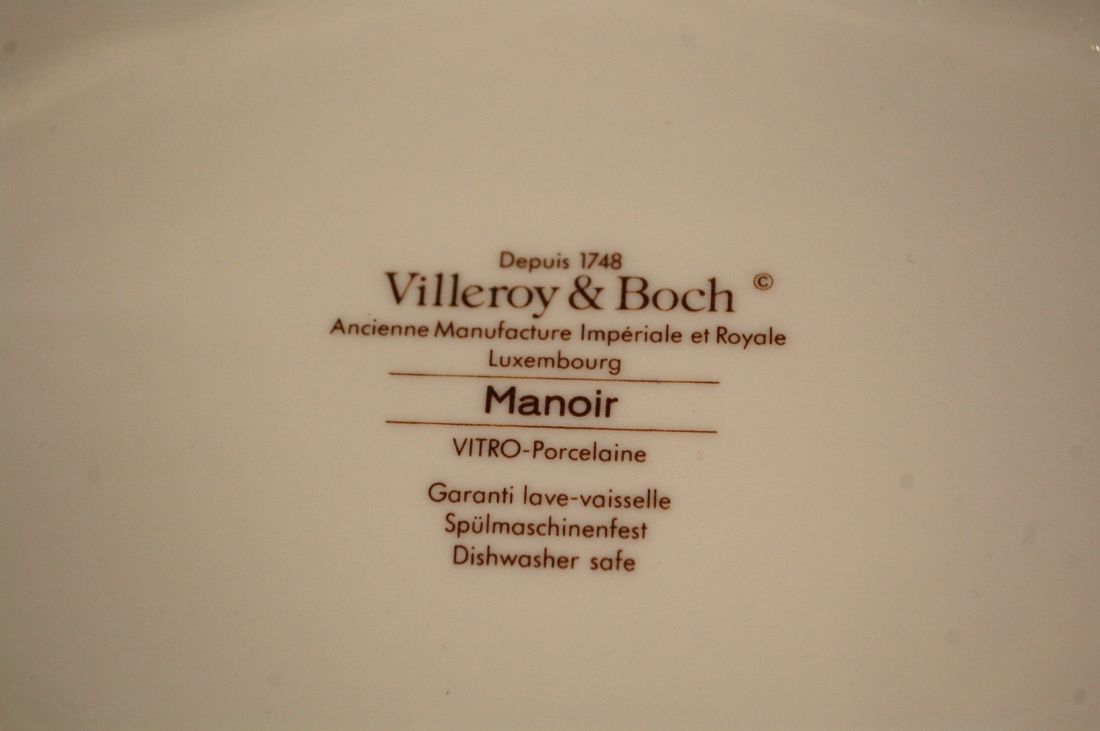 Depuis 1748
Villeroy & Boch ©
Ancienne Manufacture Impériale et Royale
Luxembourg
Manoir
VITRO-Porcelaine
Garanti lave-vaisselle
Spülmaschinenfest
Dishwasher safe